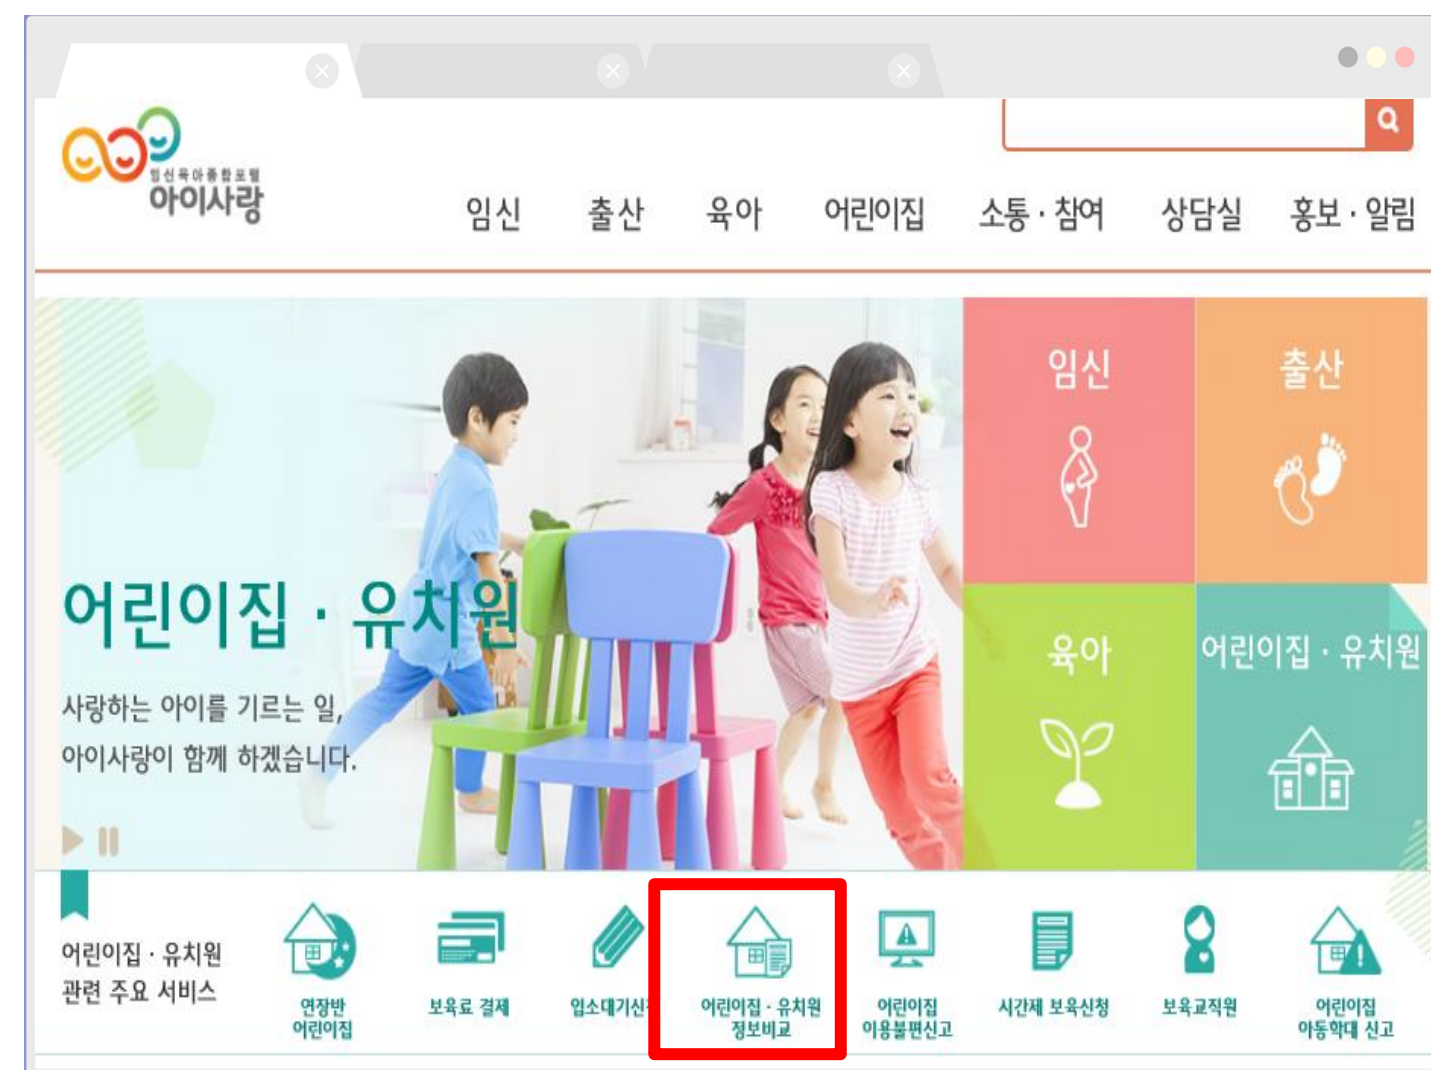 임신육아종합포털
아이사랑
임신 출산 육아 어린이집 소통·참여 상담실 홍보·알림
어린이집·유치원
사랑하는 아이를 기르는 일,
아이사랑이 함께 하겠습니다.
임신
출산
육아
어린이집·유치원
어린이집·유치원
관련 주요 서비스
연장반
어린이집
보육료 결제
입소대기신
어린이집·유치원
정보비교
어린이집
이용불편신고
시간제 보육신청
보육교직원
어린이집
아동학대 신고